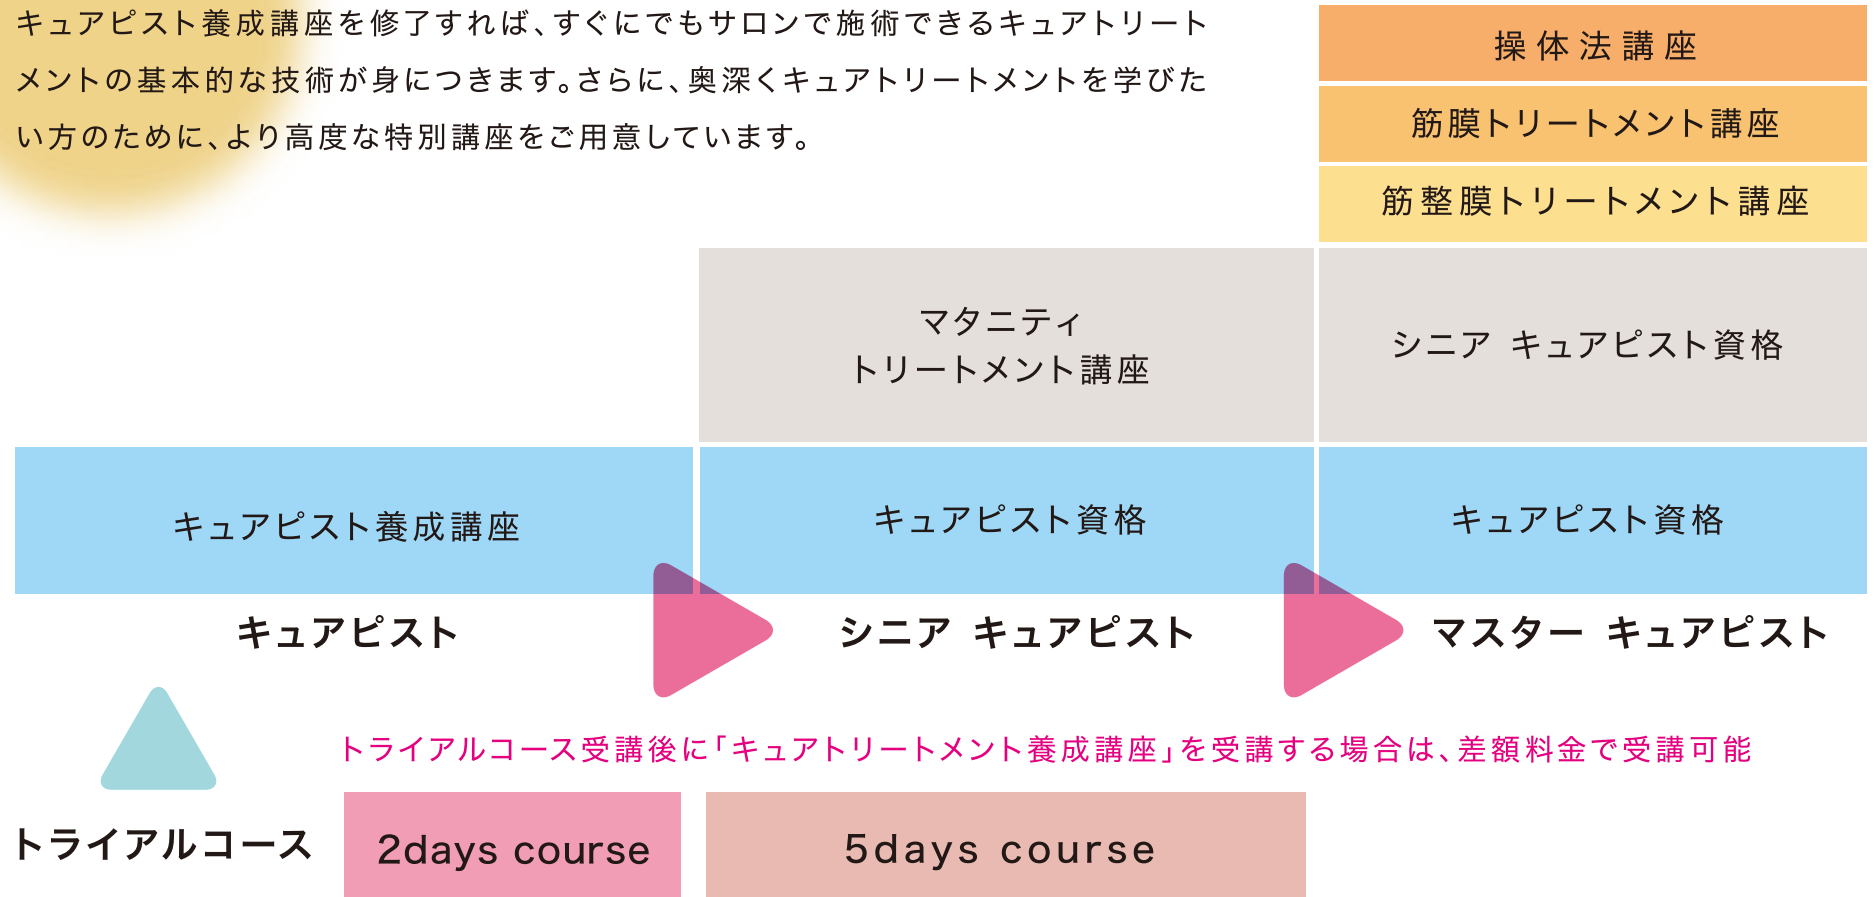 キュアピスト養成講座を修了すれば、すぐにでもサロンで施術できるキュアトリート
メントの基本的な技術が身につきます。さらに、奥深くキュアトリートメントを学びた
い方のために、より高度な特別講座をご用意しています。
操体法講座
筋膜トリートメント講座
筋整膜トリートメント講座
マタニティ
トリートメント講座
シニア キュアピスト資格
キュアピスト養成講座
キュアピスト資格
キュアピスト資格
キュアピスト
シニア キュアピスト
マスター キュアピスト
トライアルコース受講後に「キュアトリートメント養成講座」を受講する場合は、差額料金で受講可能
トライアルコース
2days course
5days course